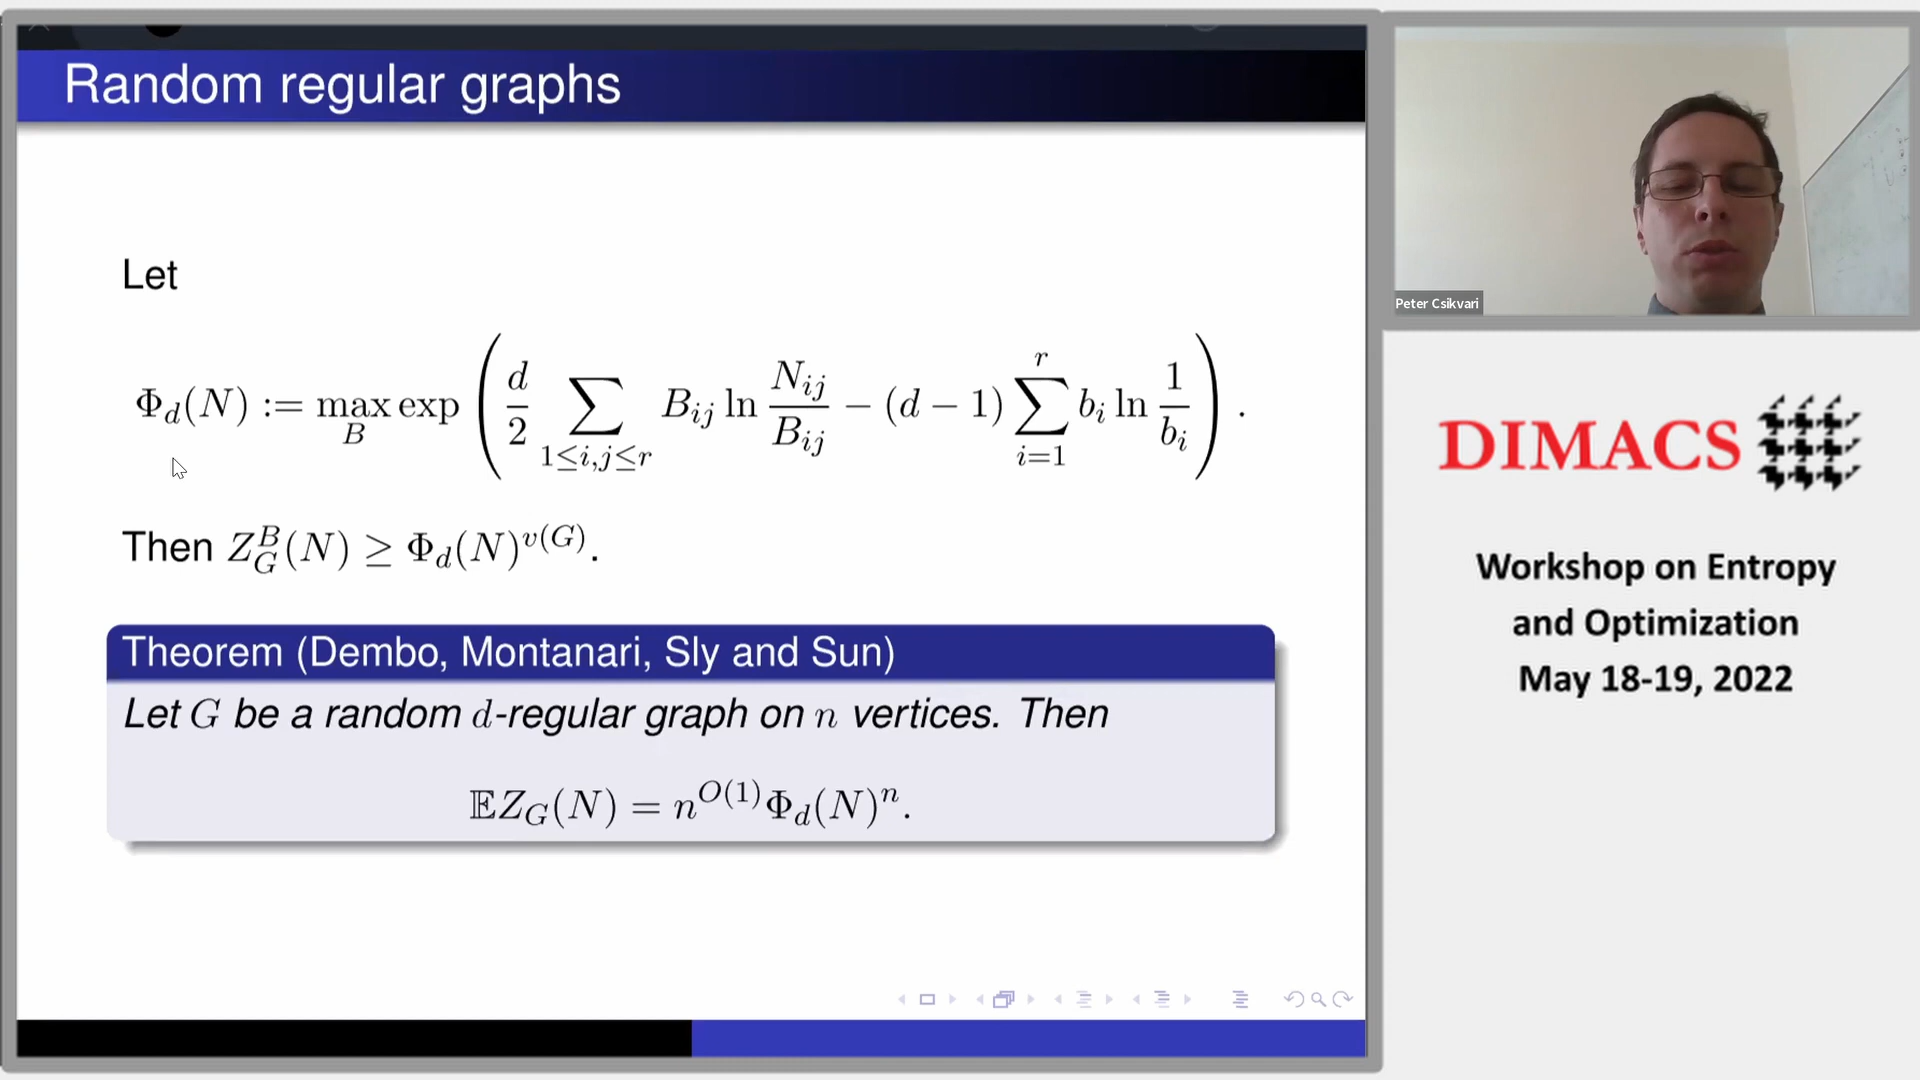 Random regular graphs
Let
Φ_d(N) := max_B exp ( d/2 ∑_{1≤i,j≤r} B_{ij} ln N_{ij}/B_{ij} − (d − 1) ∑_{i=1}^{r} b_i ln 1/b_i ) .
Then Z_G^B(N) ≥ Φ_d(N)^{v(G)}.
Theorem (Dembo, Montanari, Sly and Sun)
Let G be a random d-regular graph on n vertices. Then
𝔼Z_G(N) = n^{O(1)}Φ_d(N)^n.
Peter Csikvari
DIMACS
Workshop on Entropy
and Optimization
May 18-19, 2022